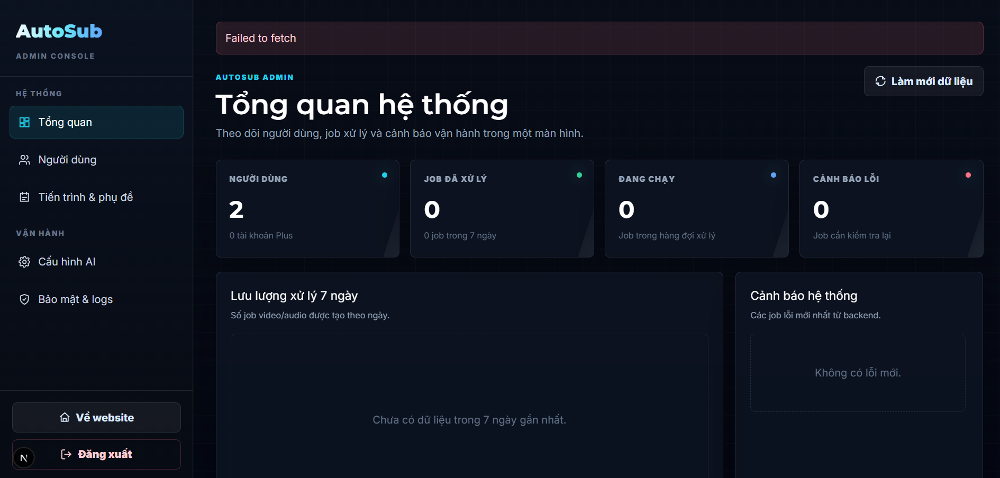 AutoSub
ADMIN CONSOLE
HỆ THỐNG
Tổng quan
Người dùng
Tiến trình & phụ đề
VẬN HÀNH
Cấu hình AI
Bảo mật & logs
Về website
Đăng xuất
N
Failed to fetch
AUTOSUB ADMIN
Tổng quan hệ thống
Theo dõi người dùng, job xử lý và cảnh báo vận hành trong một màn hình.
Làm mới dữ liệu
NGƯỜI DÙNG
2
0 tài khoản Plus
JOB ĐÃ XỬ LÝ
0
0 job trong 7 ngày
ĐANG CHẠY
0
Job trong hàng đợi xử lý
CẢNH BÁO LỖI
0
Job cần kiểm tra lại
Lưu lượng xử lý 7 ngày
Số job video/audio được tạo theo ngày.
Chưa có dữ liệu trong 7 ngày gần nhất.
Cảnh báo hệ thống
Các job lỗi mới nhất từ backend.
Không có lỗi mới.